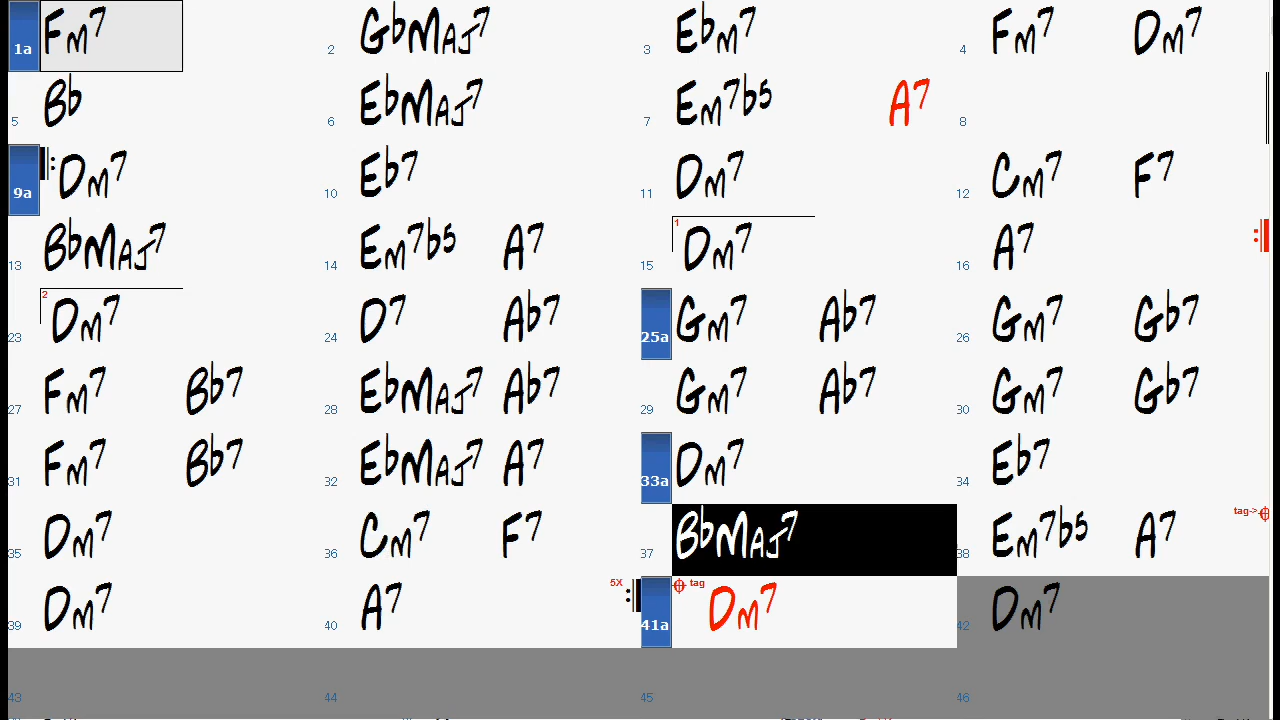 1a Fm7 2 GbMaj7 3 Ebm7 4 Fm7 Dm7
5 Bb 6 EbMaj7 7 Em7b5 A7 8
9a Dm7 10 Eb7 11 Dm7 12 Cm7 F7
13 BbMaj7 14 Em7b5 A7 15 1 Dm7 16 A7
23 2 Dm7 24 D7 Ab7 25a Gm7 Ab7 26 Gm7 Gb7
27 Fm7 Bb7 28 EbMaj7 Ab7 29 Gm7 Ab7 30 Gm7 Gb7
31 Fm7 Bb7 32 EbMaj7 A7 33a Dm7 34 Eb7
35 Dm7 36 Cm7 F7 37 BbMaj7 38 Em7b5 A7 tag->
39 Dm7 40 A7 5X 41a tag Dm7 42 Dm7
43 44 45 46